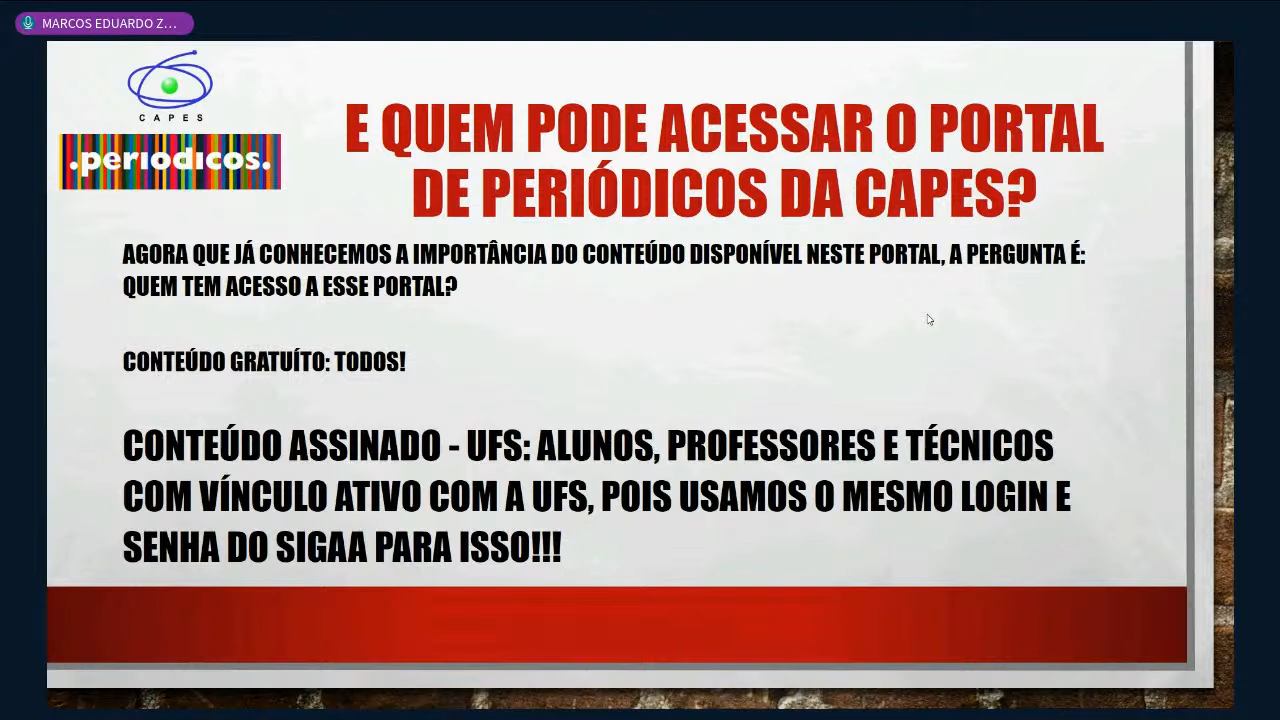 MARCOS EDUARDO Z...
CAPES
.periodicos.
E QUEM PODE ACESSAR O PORTAL
DE PERIÓDICOS DA CAPES?
AGORA QUE JÁ CONHECEMOS A IMPORTÂNCIA DO CONTEÚDO DISPONÍVEL NESTE PORTAL, A PERGUNTA É:
QUEM TEM ACESSO A ESSE PORTAL?
CONTEÚDO GRATUÍTO: TODOS!
CONTEÚDO ASSINADO - UFS: ALUNOS, PROFESSORES E TÉCNICOS
COM VÍNCULO ATIVO COM A UFS, POIS USAMOS O MESMO LOGIN E
SENHA DO SIGAA PARA ISSO!!!